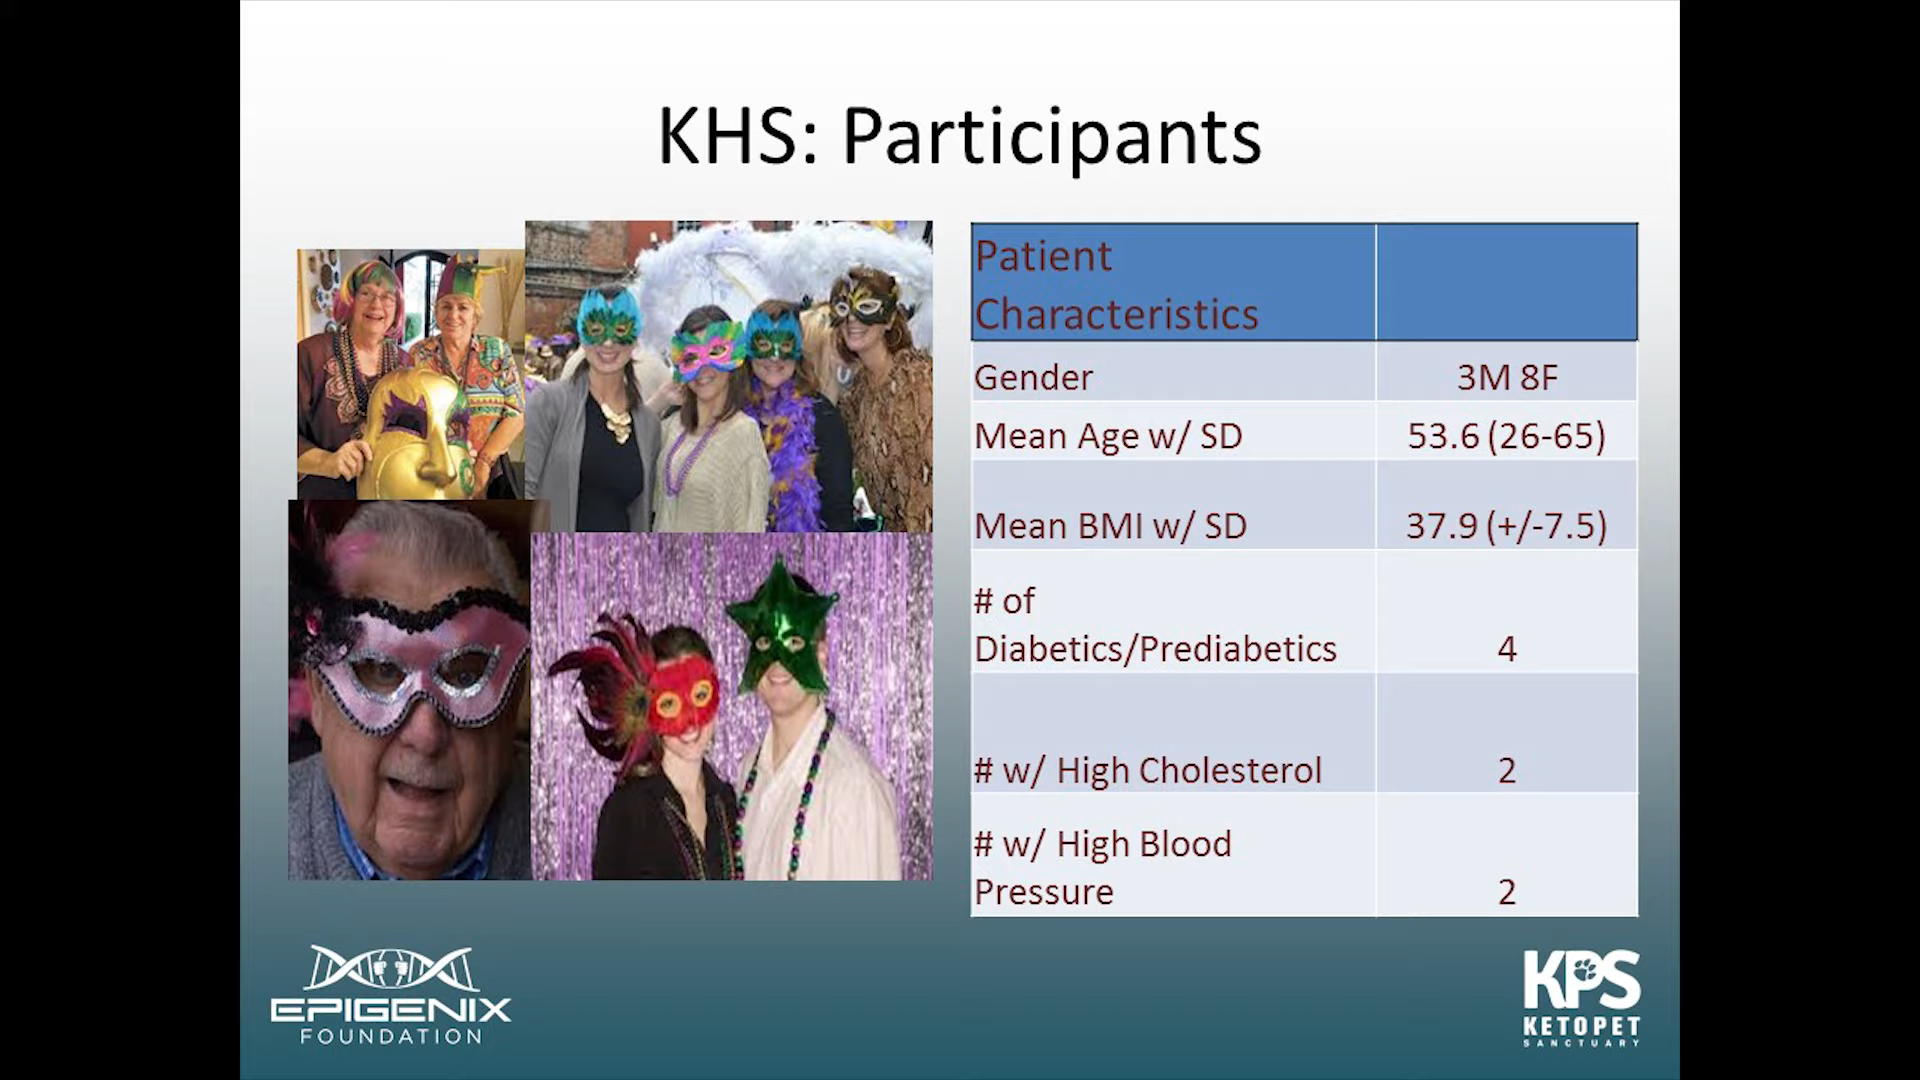 KHS: Participants
Patient
Characteristics
Gender 3M 8F
Mean Age w/ SD 53.6 (26-65)
Mean BMI w/ SD 37.9 (+/-7.5)
# of
Diabetics/Prediabetics 4
# w/ High Cholesterol 2
# w/ High Blood
Pressure 2
EPIGENIX
FOUNDATION
KPS
KETOPET
SANCTUARY